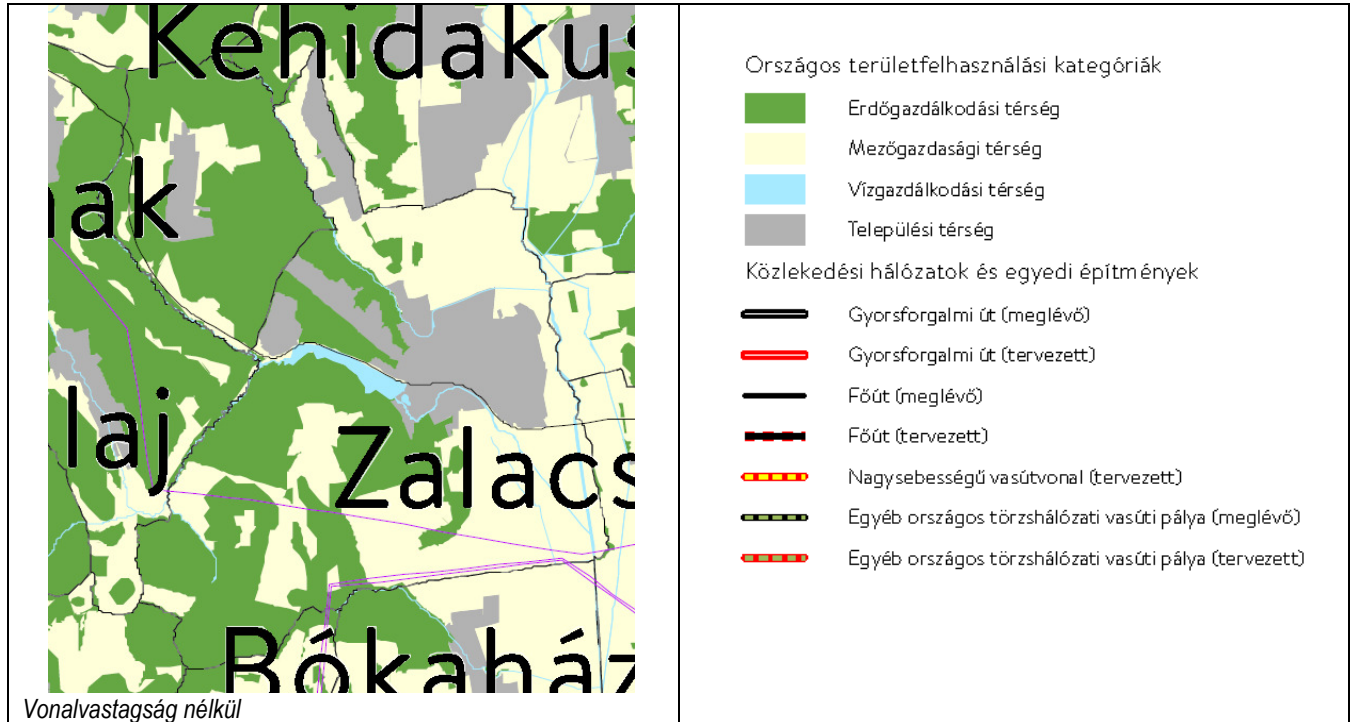 Kehidakus
nak
laj
Zalacs
Bókaház
Vonalvastagság nélkül
Országos területfelhasználási kategóriák
Erdőgazdálkodási térség
Mezőgazdasági térség
Vízgazdálkodási térség
Települési térség
Közlekedési hálózatok és egyedi építmények
Gyorsforgalmi út (meglévő)
Gyorsforgalmi út (tervezett)
Főút (meglévő)
Főút (tervezett)
Nagysebességű vasútvonal (tervezett)
Egyéb országos törzshálózati vasúti pálya (meglévő)
Egyéb országos törzshálózati vasúti pálya (tervezett)